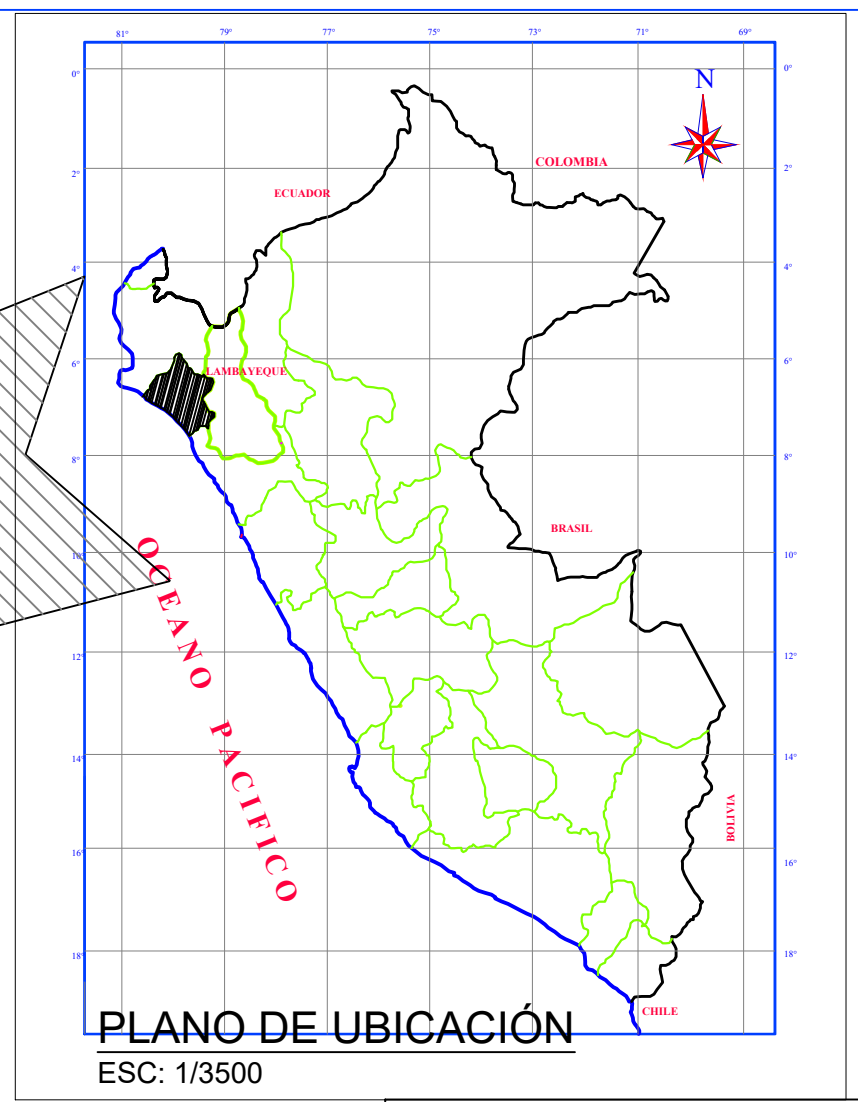 81° 79° 77° 75° 73° 71° 69°
0° 0°
N
COLOMBIA
2° 2°
ECUADOR
4° 4°
6° 6°
LAMBAYEQUE
8° 8°
BRASIL
10° 10°
OCEANO PACIFICO
12° 12°
14° 14°
BOLIVIA
16° 16°
18° 18°
CHILE
PLANO DE UBICACIÓN
ESC: 1/3500